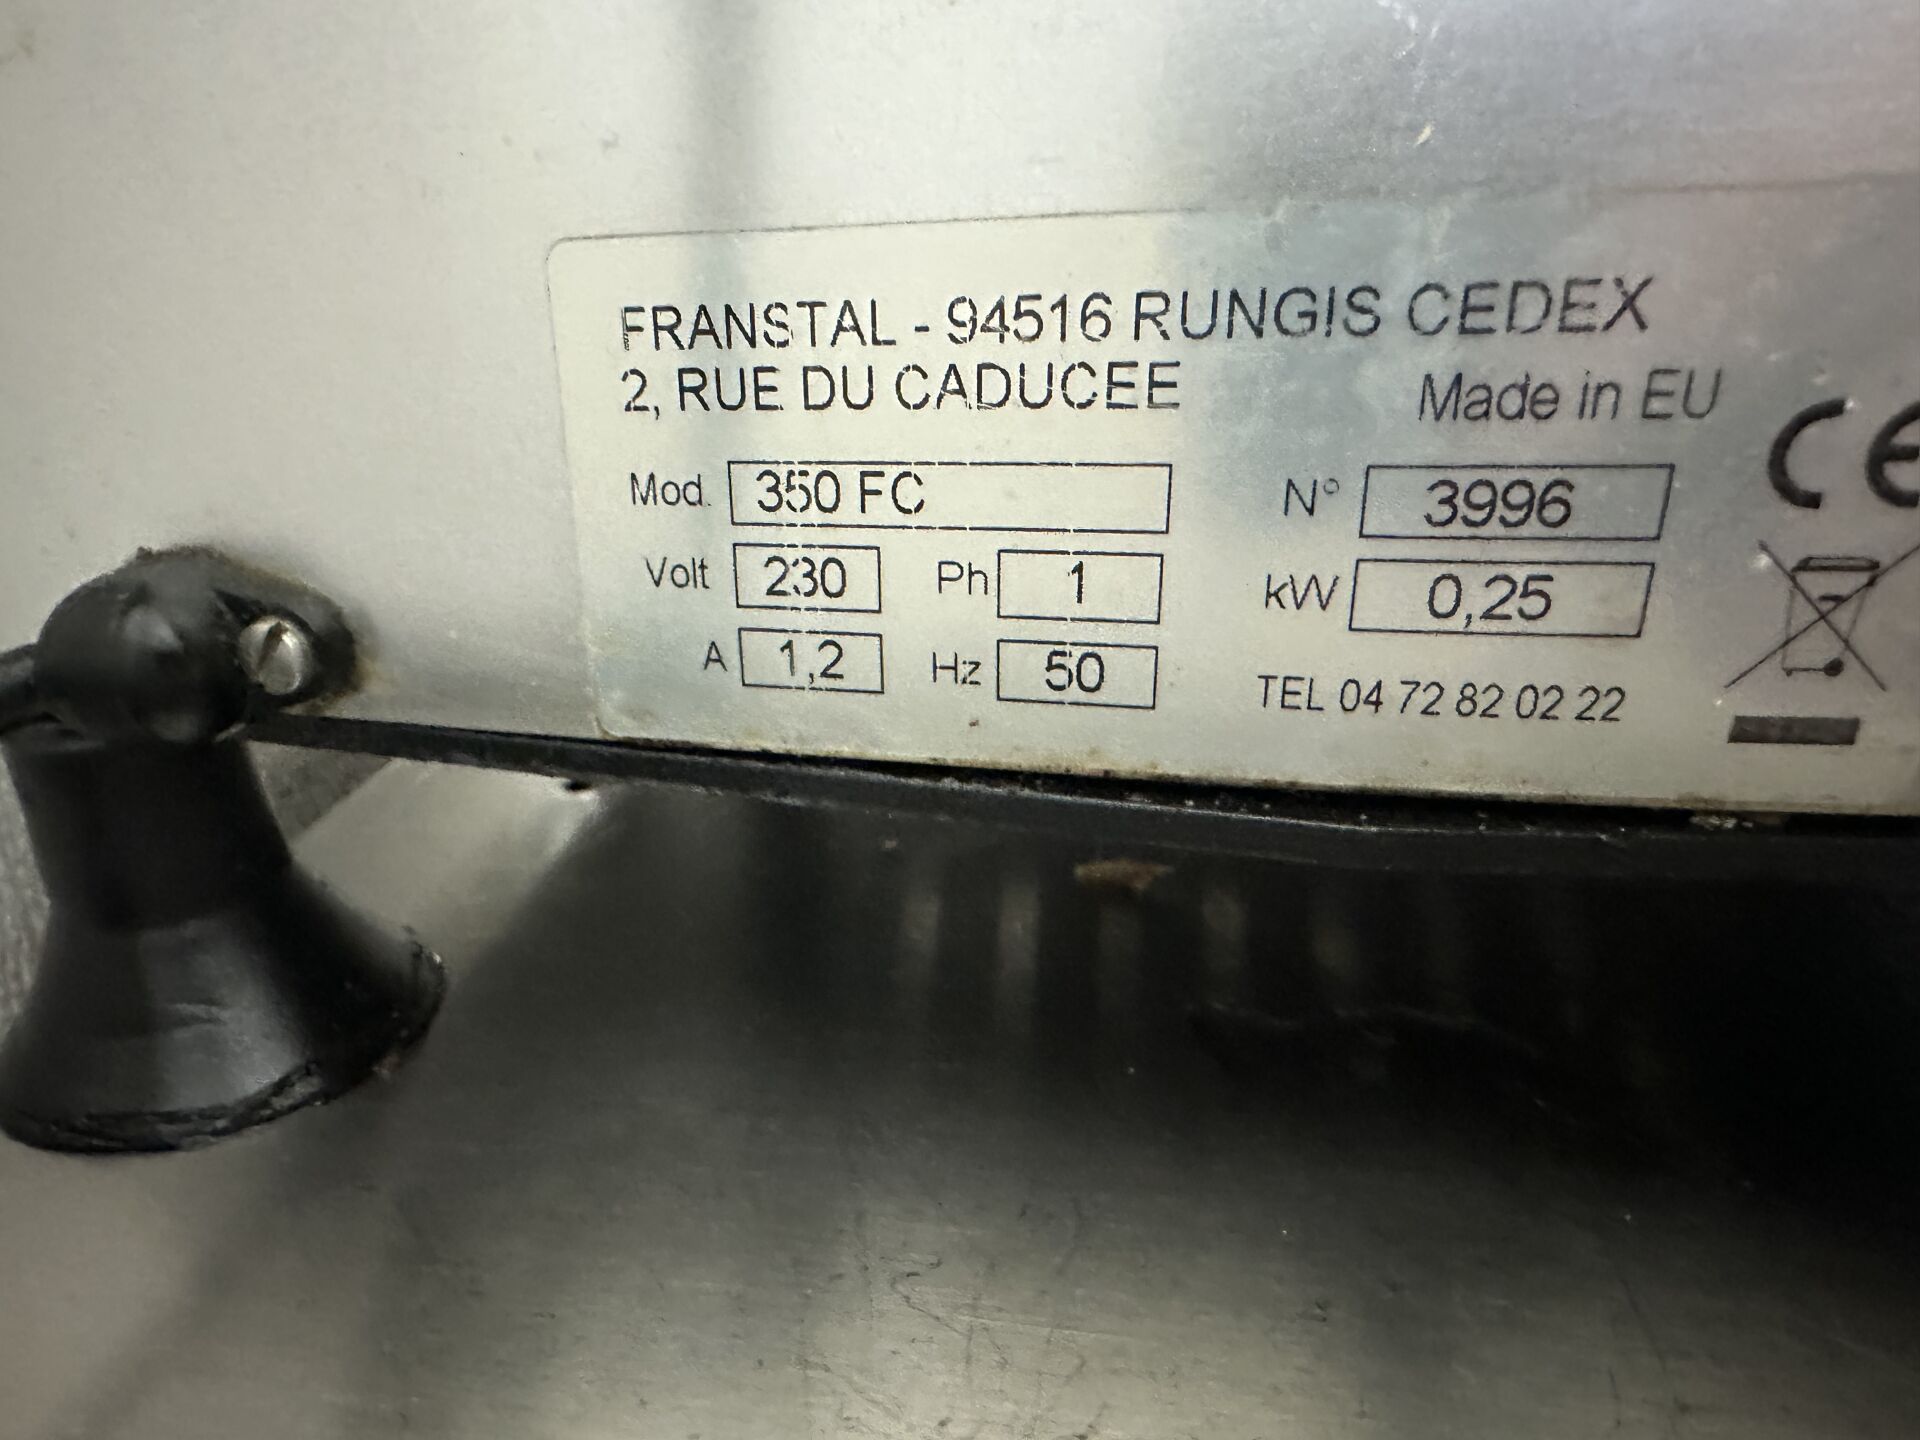 FRANSTAL - 94516 RUNGIS CEDEX
2, RUE DU CADUCEE
Made in EU
CE
Mod. 350 FC N° 3996
Volt 230 Ph 1 kW 0,25
A 1,2 Hz 50
TEL 04 72 82 02 22